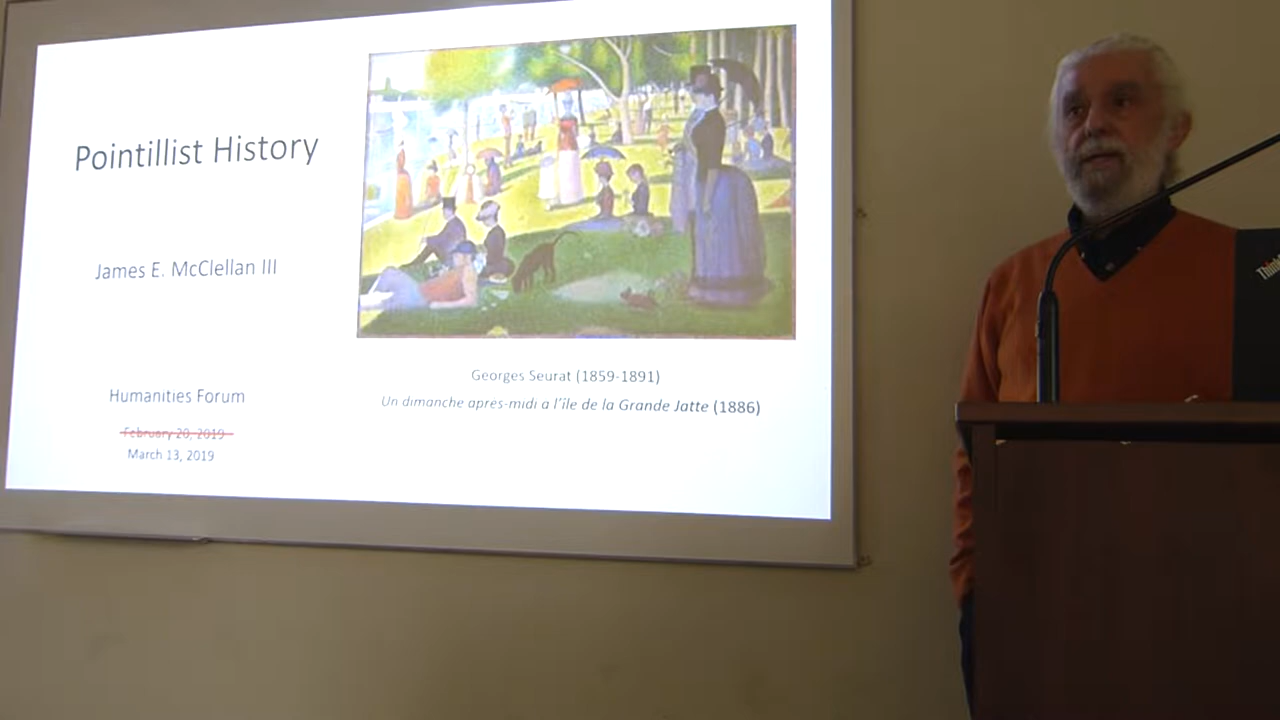 Pointillist History
James E. McClellan III
Humanities Forum
February 20, 2019
March 13, 2019
Georges Seurat (1859-1891)
Un dimanche apres-midi a l'île de la Grande Jatte (1886)
Think